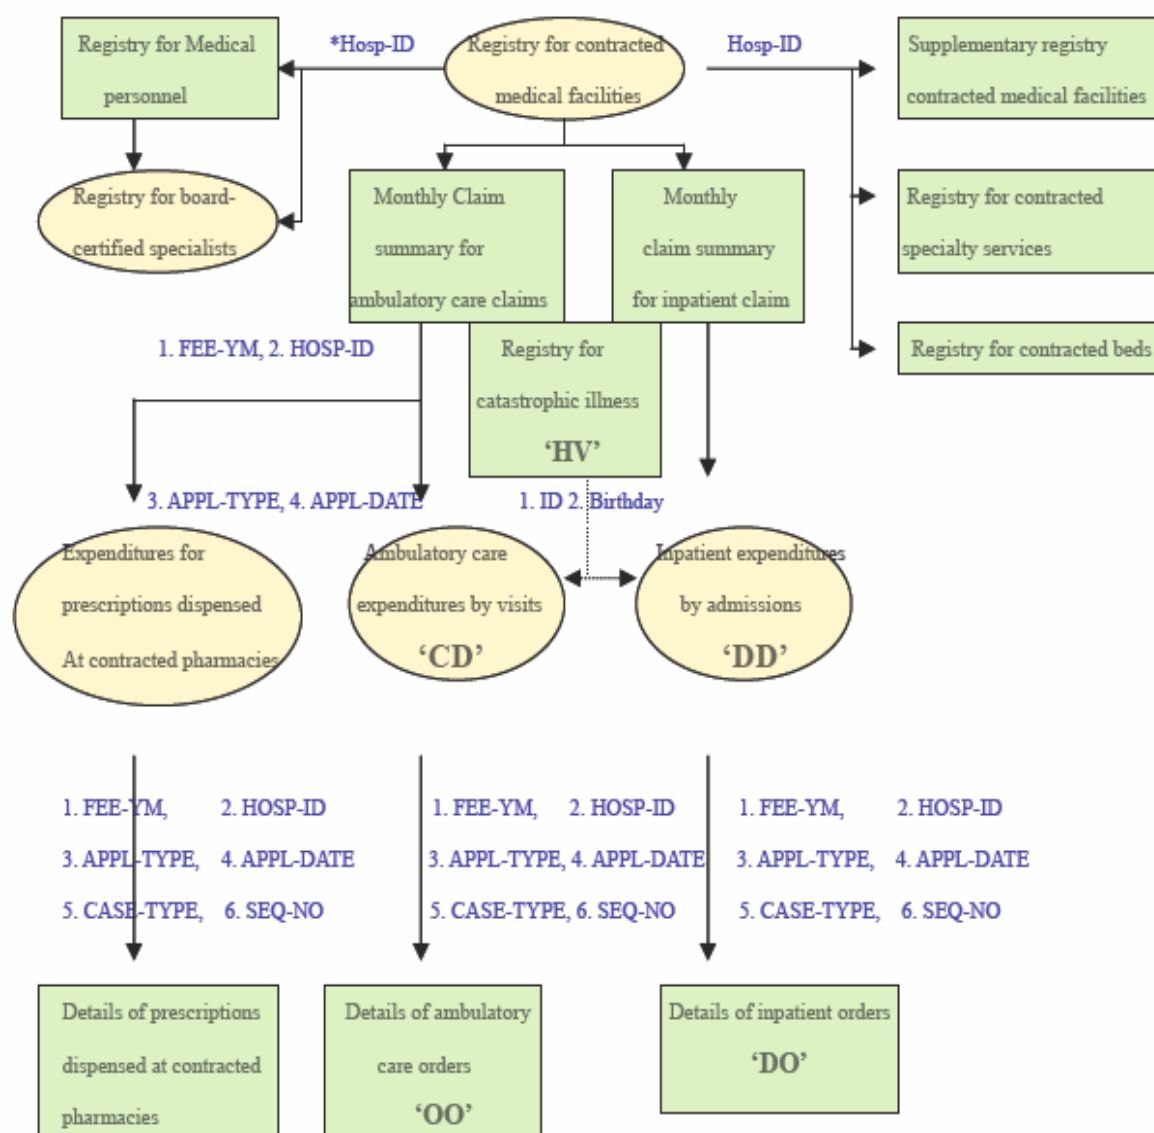 Registry for Medical
personnel
*Hosp-ID
Registry for contracted
medical facilities
Hosp-ID
Supplementary registry
contracted medical facilities
Registry for board-
certified specialists
Monthly Claim
summary for
ambulatory care claims
Monthly
claim summary
for inpatient claim
Registry for contracted
specialty services
Registry for contracted beds
1. FEE-YM, 2. HOSP-ID
Registry for
catastrophic illness
‘HV’
3. APPL-TYPE, 4. APPL-DATE
1. ID 2. Birthday
Expenditures for
prescriptions dispensed
At contracted pharmacies
Ambulatory care
expenditures by visits
‘CD’
Inpatient expenditures
by admissions
‘DD’
1. FEE-YM, 2. HOSP-ID
3. APPL-TYPE, 4. APPL-DATE
5. CASE-TYPE, 6. SEQ-NO
1. FEE-YM, 2. HOSP-ID
3. APPL-TYPE, 4. APPL-DATE
5. CASE-TYPE, 6. SEQ-NO
1. FEE-YM, 2. HOSP-ID
3. APPL-TYPE, 4. APPL-DATE
5. CASE-TYPE, 6. SEQ-NO
Details of prescriptions
dispensed at contracted
pharmacies
Details of ambulatory
care orders
‘OO’
Details of inpatient orders
‘DO’